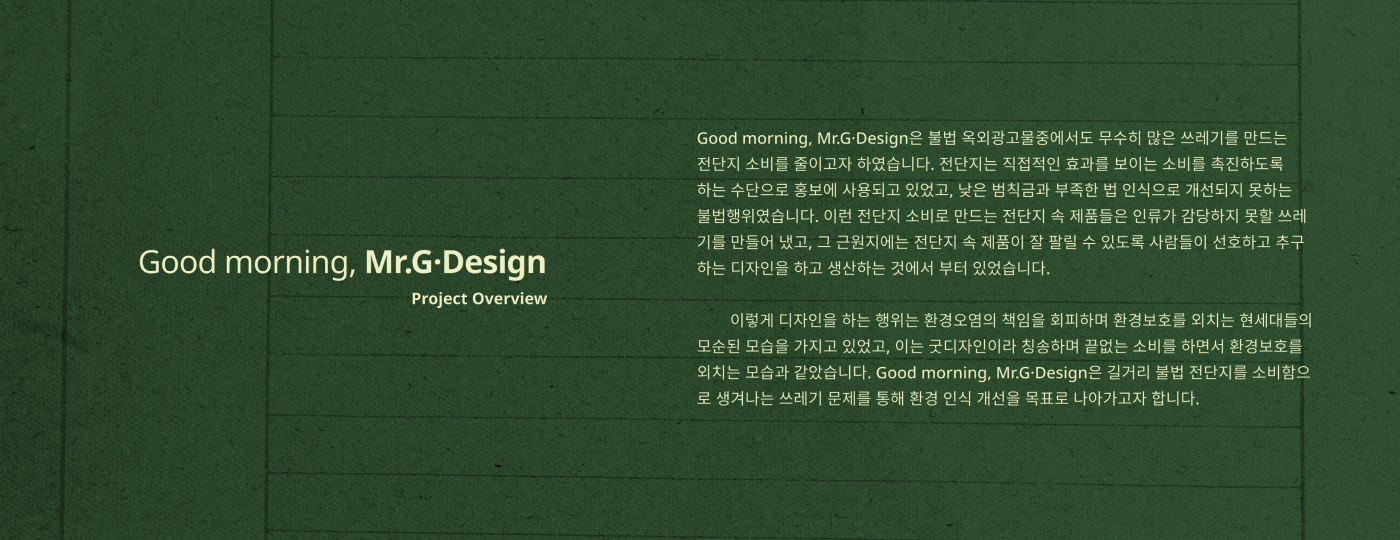 Good morning, Mr.G·Design
Project Overview
Good morning, Mr.G·Design은 불법 옥외광고물중에서도 무수히 많은 쓰레기를 만드는
전단지 소비를 줄이고자 하였습니다. 전단지는 직접적인 효과를 보이는 소비를 촉진하도록
하는 수단으로 홍보에 사용되고 있었고, 낮은 범칙금과 부족한 법 인식으로 개선되지 못하는
불법행위였습니다. 이런 전단지 소비로 만드는 전단지 속 제품들은 인류가 감당하지 못할 쓰레
기를 만들어 냈고, 그 근원지에는 전단지 속 제품이 잘 팔릴 수 있도록 사람들이 선호하고 추구
하는 디자인을 하고 생산하는 것에서 부터 있었습니다.
이렇게 디자인을 하는 행위는 환경오염의 책임을 회피하며 환경보호를 외치는 현세대들의
모순된 모습을 가지고 있었고, 이는 굿디자인이라 칭송하며 끝없는 소비를 하면서 환경보호를
외치는 모습과 같았습니다. Good morning, Mr.G·Design은 길거리 불법 전단지를 소비함으
로 생겨나는 쓰레기 문제를 통해 환경 인식 개선을 목표로 나아가고자 합니다.